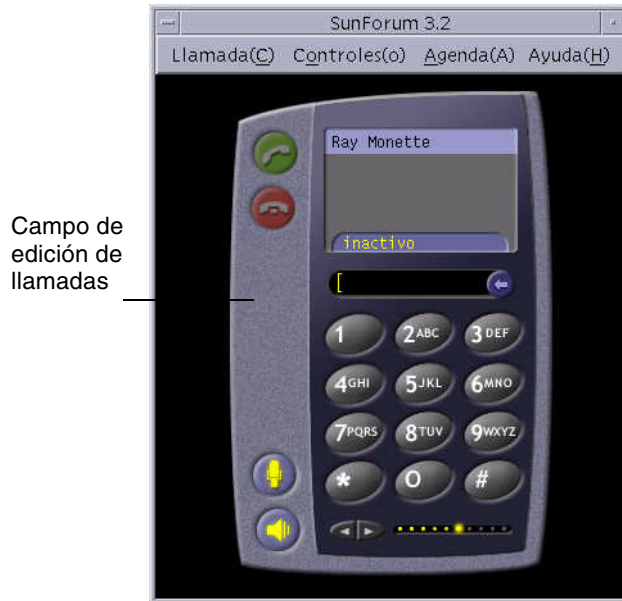 SunForum 3.2
Llamada(C) Controles(o) Agenda(A) Ayuda(H)
Ray Monette
inactivo
Campo de
edición de
llamadas
[
1 2ABC 3DEF
4GHI 5JKL 6MNO
7PQRS 8TUV 9WXYZ
* 0 #